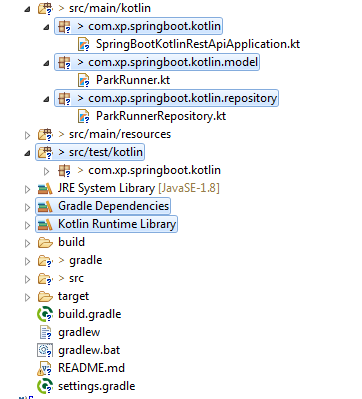 > src/main/kotlin
> com.xp.springboot.kotlin
SpringBootKotlinRestApiApplication.kt
> com.xp.springboot.kotlin.model
ParkRunner.kt
> com.xp.springboot.kotlin.repository
ParkRunnerRepository.kt
> src/main/resources
> src/test/kotlin
> com.xp.springboot.kotlin
JRE System Library [JavaSE-1.8]
Gradle Dependencies
Kotlin Runtime Library
build
> gradle
> src
target
build.gradle
gradlew
gradlew.bat
README.md
settings.gradle